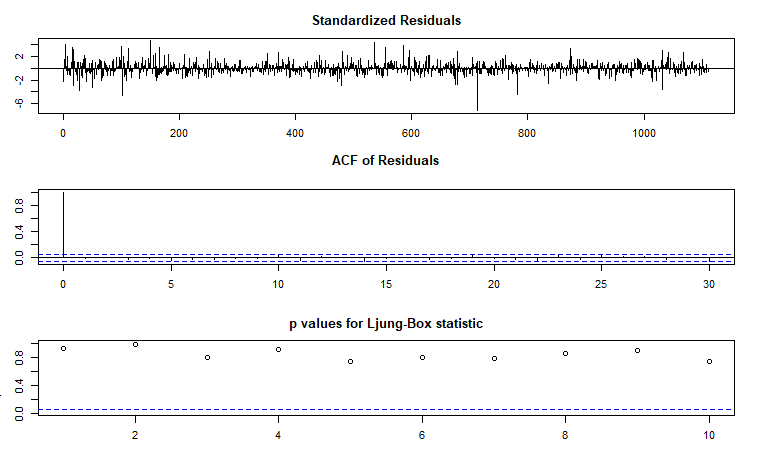 Standardized Residuals
2
-2
-6
0 200 400 600 800 1000
ACF of Residuals
0.8
0.4
0.0
0 5 10 15 20 25 30
p values for Ljung-Box statistic
0.8
0.4
0.0
2 4 6 8 10